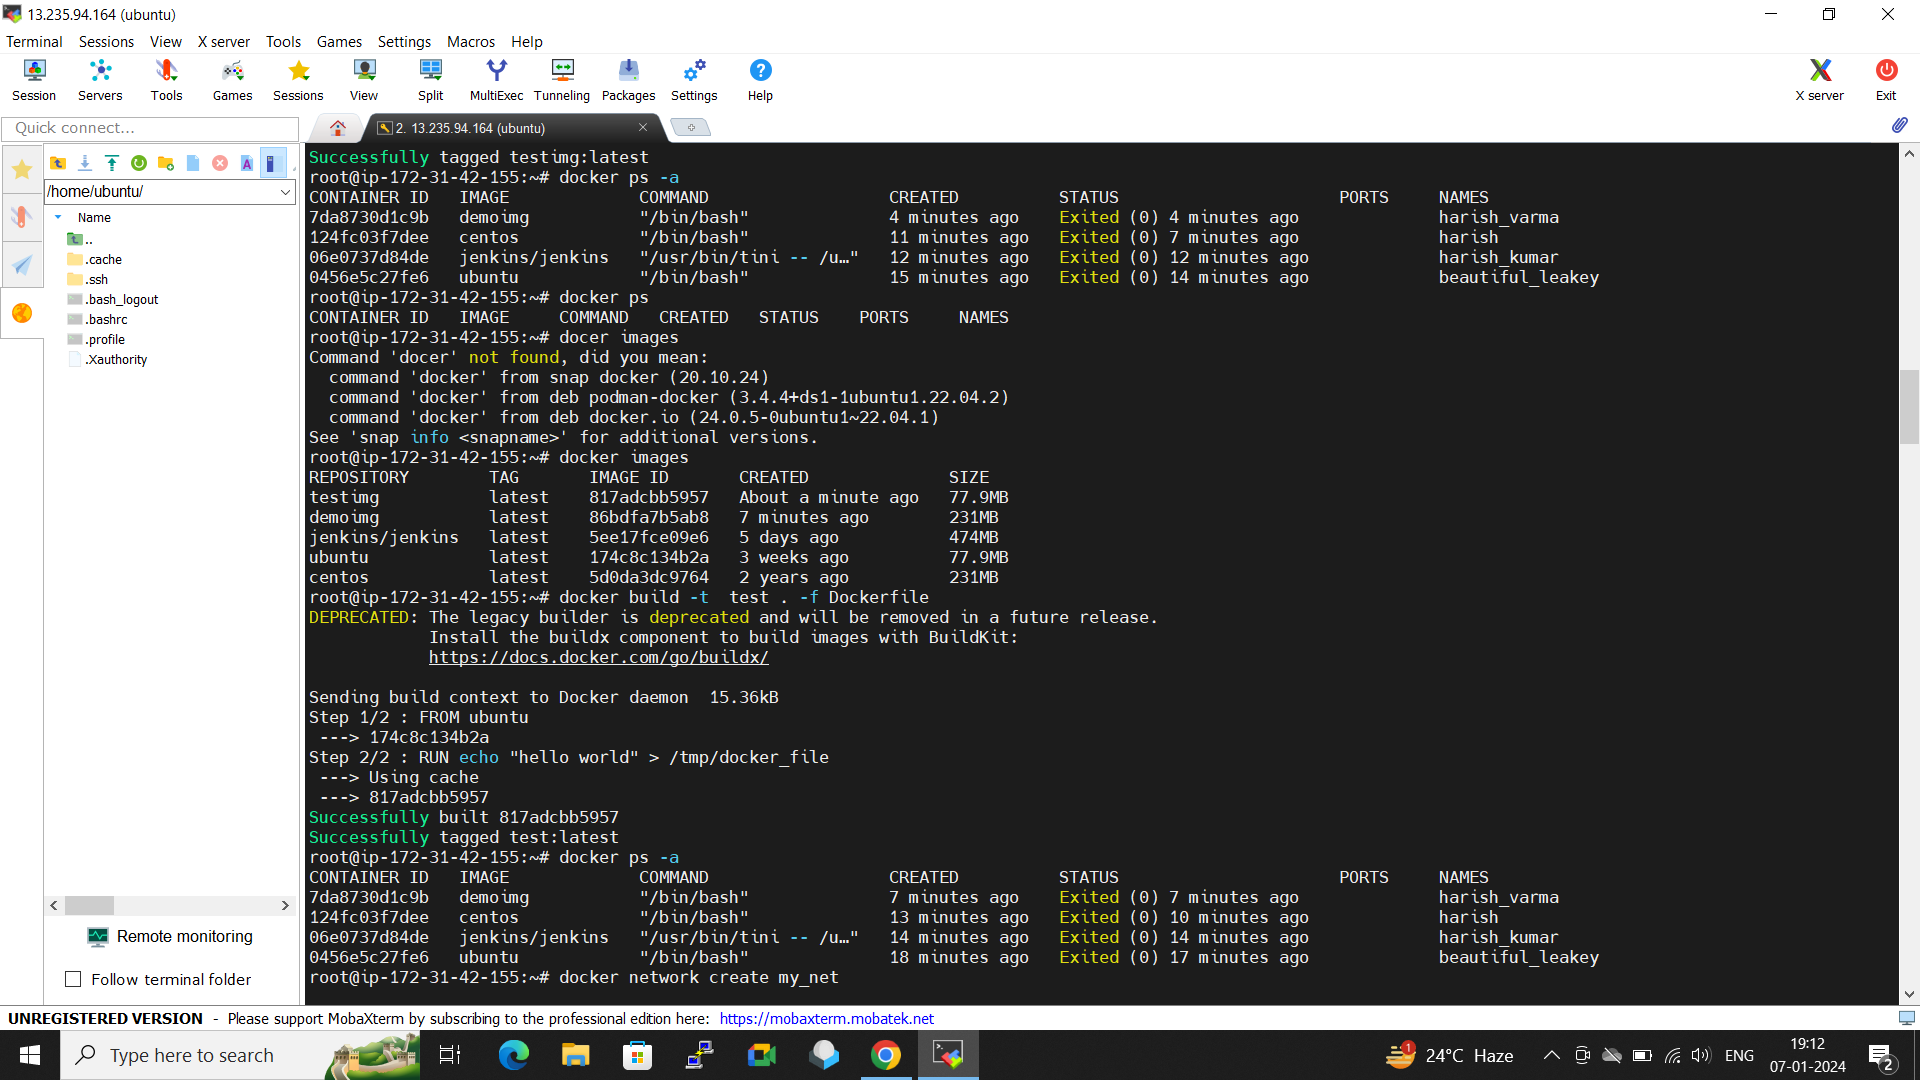 13.235.94.164 (ubuntu)
Terminal Sessions View X server Tools Games Settings Macros Help
Session Servers Tools Games Sessions View Split MultiExec Tunneling Packages Settings Help X server Exit
Quick connect...
2. 13.235.94.164 (ubuntu)
/home/ubuntu/
Name
..
.cache
.ssh
.bash_logout
.bashrc
.profile
.Xauthority
Remote monitoring
Follow terminal folder
Successfully tagged testimg:latest
root@ip-172-31-42-155:~# docker ps -a
CONTAINER ID   IMAGE             COMMAND                  CREATED          STATUS                      PORTS     NAMES
7da8730d1c9b   demoimg           "/bin/bash"              4 minutes ago    Exited (0) 4 minutes ago              harish_varma
124fc03f7dee   centos            "/bin/bash"              11 minutes ago   Exited (0) 7 minutes ago              harish
06e0737d84de   jenkins/jenkins   "/usr/bin/tini -- /u…"   12 minutes ago   Exited (0) 12 minutes ago             harish_kumar
0456e5c27fe6   ubuntu            "/bin/bash"              15 minutes ago   Exited (0) 14 minutes ago             beautiful_leakey
root@ip-172-31-42-155:~# docker ps
CONTAINER ID   IMAGE     COMMAND   CREATED   STATUS    PORTS     NAMES
root@ip-172-31-42-155:~# docer images
Command 'docer' not found, did you mean:
  command 'docker' from snap docker (20.10.24)
  command 'docker' from deb podman-docker (3.4.4+ds1-1ubuntu1.22.04.2)
  command 'docker' from deb docker.io (24.0.5-0ubuntu1~22.04.1)
See 'snap info <snapname>' for additional versions.
root@ip-172-31-42-155:~# docker images
REPOSITORY        TAG       IMAGE ID       CREATED              SIZE
testimg           latest    817adcbb5957   About a minute ago   77.9MB
demoimg           latest    86bdfa7b5ab8   7 minutes ago        231MB
jenkins/jenkins   latest    5ee17fce09e6   5 days ago           474MB
ubuntu            latest    174c8c134b2a   3 weeks ago          77.9MB
centos            latest    5d0da3dc9764   2 years ago          231MB
root@ip-172-31-42-155:~# docker build -t  test . -f Dockerfile
DEPRECATED: The legacy builder is deprecated and will be removed in a future release.
            Install the buildx component to build images with BuildKit:
            https://docs.docker.com/go/buildx/
Sending build context to Docker daemon  15.36kB
Step 1/2 : FROM ubuntu
 ---> 174c8c134b2a
Step 2/2 : RUN echo "hello world" > /tmp/docker_file
 ---> Using cache
 ---> 817adcbb5957
Successfully built 817adcbb5957
Successfully tagged test:latest
root@ip-172-31-42-155:~# docker ps -a
CONTAINER ID   IMAGE             COMMAND                  CREATED          STATUS                      PORTS     NAMES
7da8730d1c9b   demoimg           "/bin/bash"              7 minutes ago    Exited (0) 7 minutes ago              harish_varma
124fc03f7dee   centos            "/bin/bash"              13 minutes ago   Exited (0) 10 minutes ago             harish
06e0737d84de   jenkins/jenkins   "/usr/bin/tini -- /u…"   14 minutes ago   Exited (0) 14 minutes ago             harish_kumar
0456e5c27fe6   ubuntu            "/bin/bash"              18 minutes ago   Exited (0) 17 minutes ago             beautiful_leakey
root@ip-172-31-42-155:~# docker network create my_net
UNREGISTERED VERSION - Please support MobaXterm by subscribing to the professional edition here: https://mobaxterm.mobatek.net
Type here to search
1
24°C Haze
ENG
19:12
07-01-2024
2